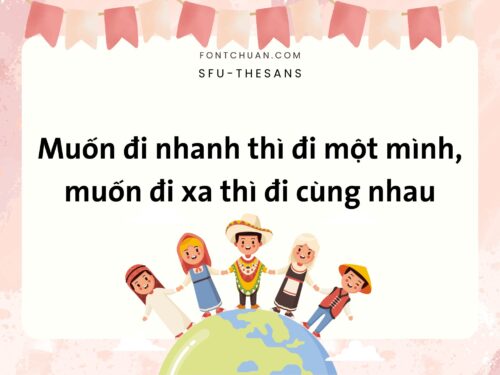 FONTCHUAN.COM
SFU-THESANS
Muốn đi nhanh thì đi một mình,
muốn đi xa thì đi cùng nhau